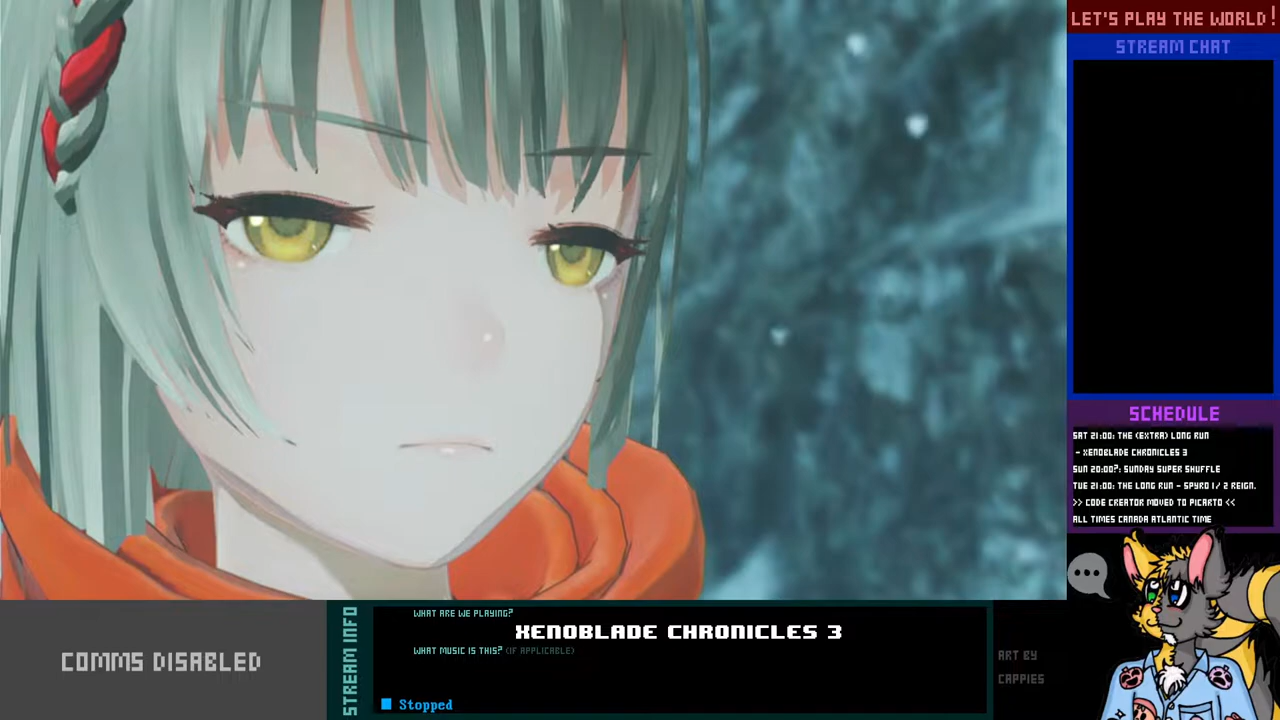 LET'S PLAY THE WORLD!
STREAM CHAT
SCHEDULE
SAT 21:00: THE (EXTRA) LONG RUN
- XENOBLADE CHRONICLES 3
SUN 20:00?: SUNDAY SUPER SHUFFLE
TUE 21:00: THE LONG RUN - SPYRO 1/ 2 REIGN.
>> CODE CREATOR MOVED TO PICARTO <<
ALL TIMES CANADA ATLANTIC TIME
COMMS DISABLED
STREAM INFO
WHAT ARE WE PLAYING?
XENOBLADE CHRONICLES 3
WHAT MUSIC IS THIS? (IF APPLICABLE)
Stopped
ART BY
CAPPIES